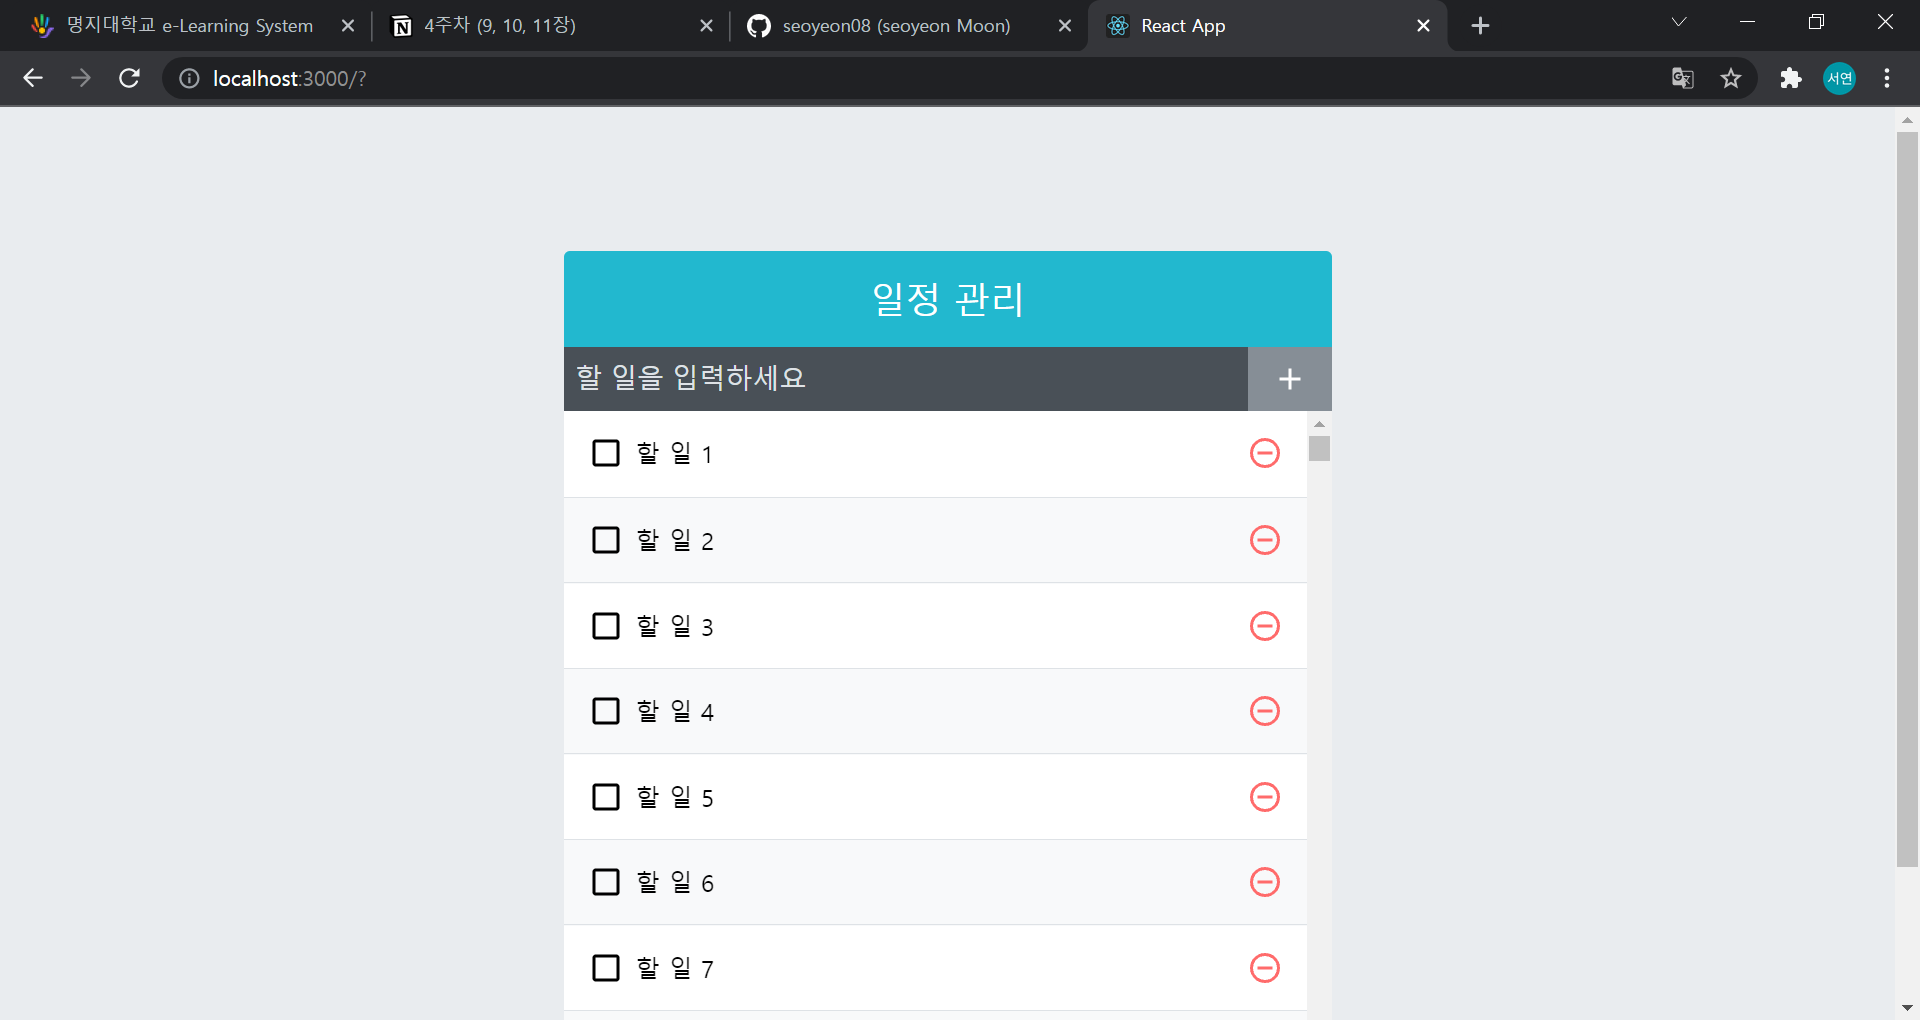 명지대학교 e-Learning System
4주차 (9, 10, 11장)
seoyeon08 (seoyeon Moon)
React App
localhost:3000/?
서연
일정 관리
할 일을 입력하세요
할 일 1
할 일 2
할 일 3
할 일 4
할 일 5
할 일 6
할 일 7